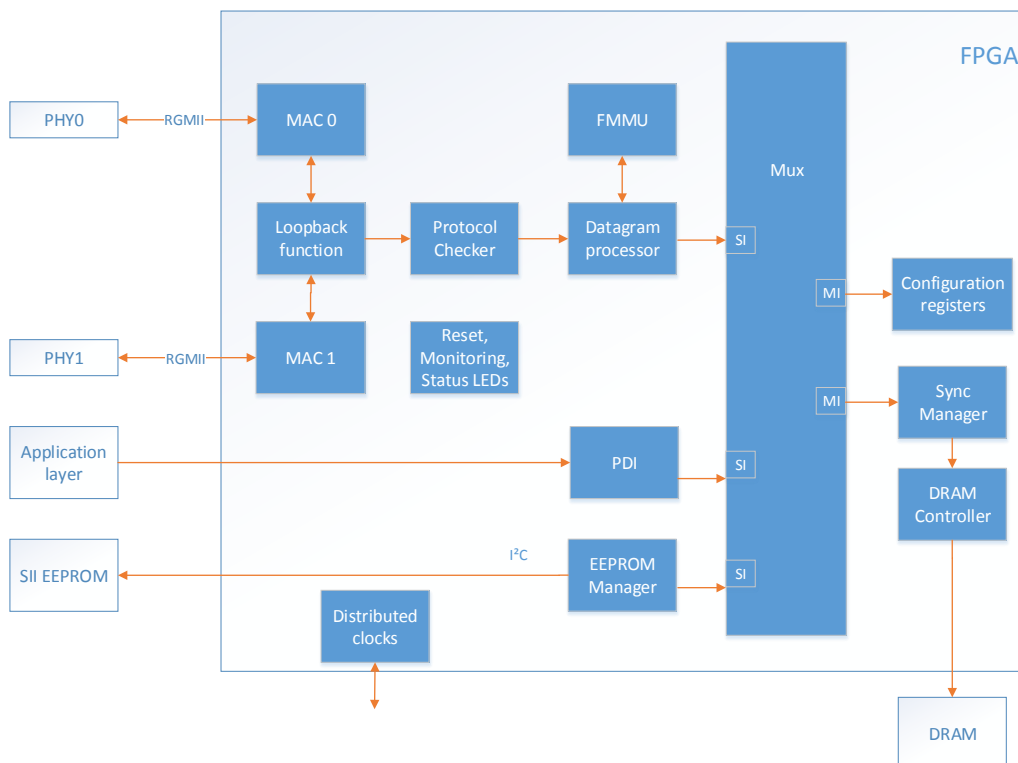 FPGA
PHY0
RGMII
MAC 0
FMMU
Mux
Loopback
function
Protocol
Checker
Datagram
processor
SI
MI
Configuration
registers
PHY1
RGMII
MAC 1
Reset,
Monitoring,
Status LEDs
MI
Sync
Manager
Application
layer
PDI
SI
DRAM
Controller
SII EEPROM
I²C
EEPROM
Manager
SI
Distributed
clocks
DRAM